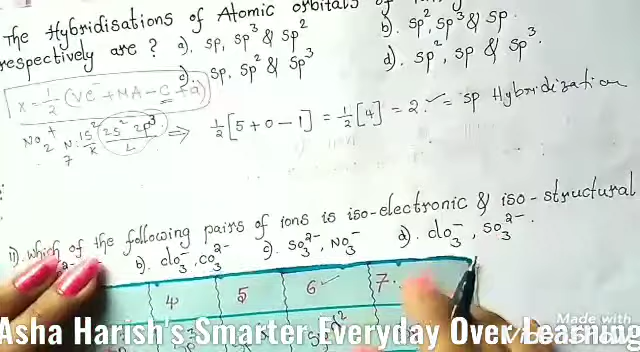 The Hybridisations of Atomic orbitals of
respectively are ? a). sp, sp³ & sp² b). sp², sp³ & sp.
c). sp, sp² & sp³ d). sp², sp & sp³.
x = 1/2 (VE + MA - C + a)
NO₂⁺ N: 1s² 2s² 2p³ ⇒ 1/2 [5 + 0 - 1] = 1/2 [4] = 2. ✓ = sp Hybridization
7 K L
11). which of the following pairs of ions is iso-electronic & iso-structural
b). clo₃⁻, co₃²⁻ c). so₃²⁻, NO₃⁻ d). clo₃⁻, so₃²⁻.
4 5 6 ✓ 7
Made with
Asha Harish's Smarter Everyday Over Learning